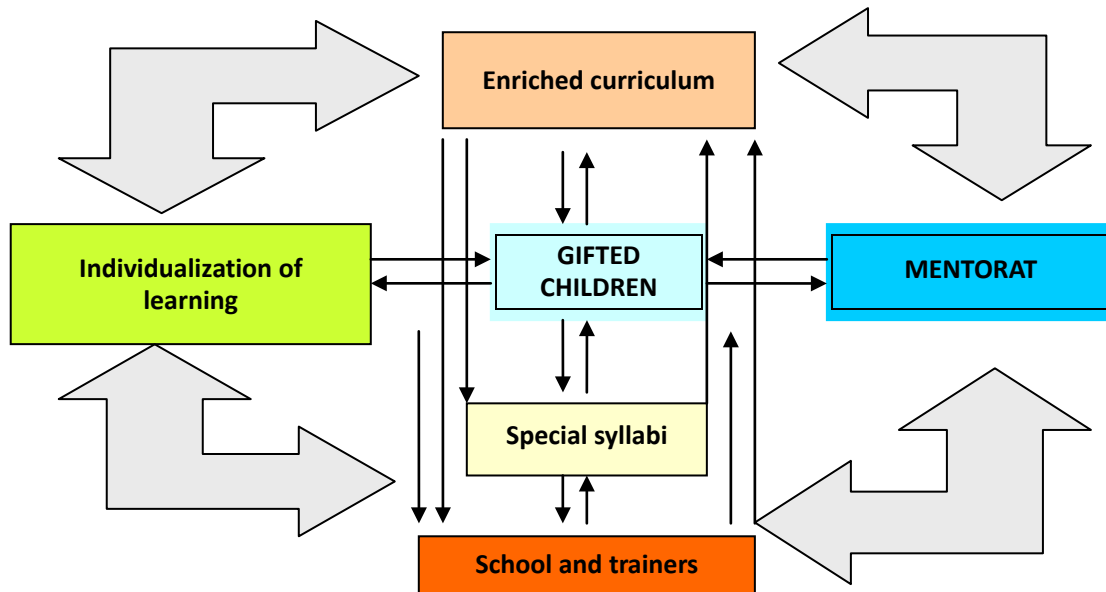 Enriched curriculum
Individualization of
learning
GIFTED
CHILDREN
MENTORAT
Special syllabi
School and trainers